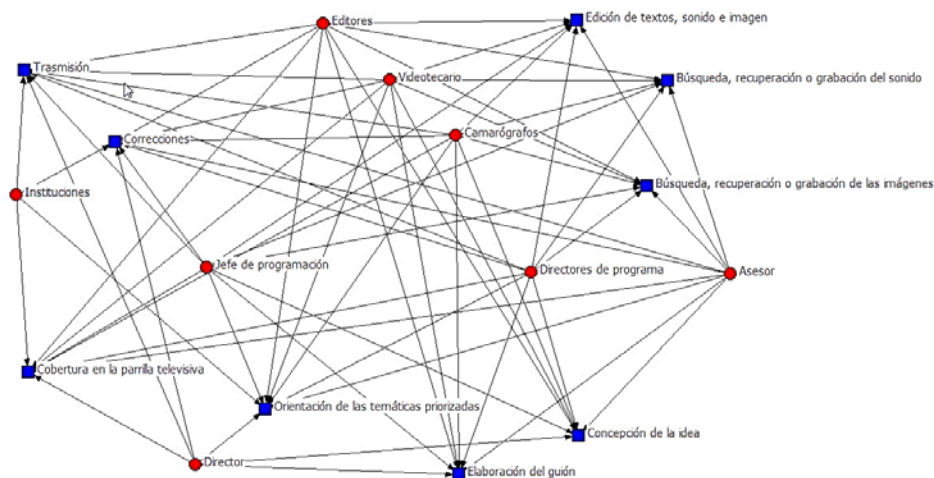 Editores
Edición de textos, sonido e imagen
Trasmisión
Videotecario
Búsqueda, recuperación o grabación del sonido
Correcciones
Camarógrafos
Instituciones
Búsqueda, recuperación o grabación de las imágenes
Jefe de programación
Directores de programa
Asesor
Cobertura en la parrilla televisiva
Orientación de las temáticas priorizadas
Concepción de la idea
Director
Elaboración del guión